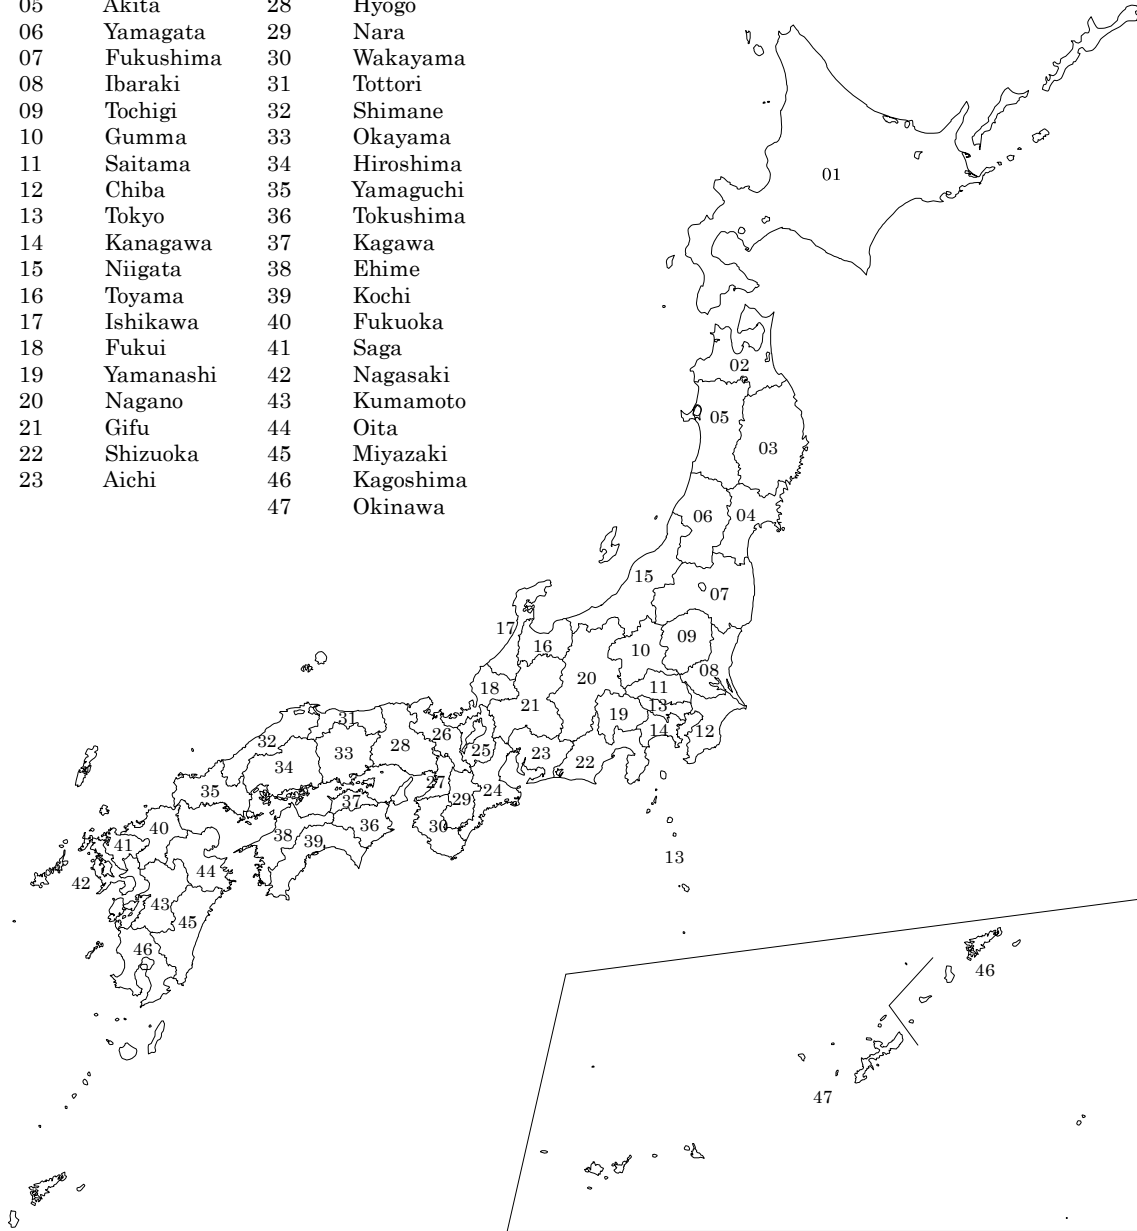 05 Akita 28 Hyogo
06 Yamagata 29 Nara
07 Fukushima 30 Wakayama
08 Ibaraki 31 Tottori
09 Tochigi 32 Shimane
10 Gumma 33 Okayama
11 Saitama 34 Hiroshima
12 Chiba 35 Yamaguchi
13 Tokyo 36 Tokushima
14 Kanagawa 37 Kagawa
15 Niigata 38 Ehime
16 Toyama 39 Kochi
17 Ishikawa 40 Fukuoka
18 Fukui 41 Saga
19 Yamanashi 42 Nagasaki
20 Nagano 43 Kumamoto
21 Gifu 44 Oita
22 Shizuoka 45 Miyazaki
23 Aichi 46 Kagoshima
47 Okinawa
01
02
05
03
06
04
15
07
17
09
16
10
08
20
18
11
21
13
19
31
14
12
26
32
28
33
25
23
22
34
27
24
35
37
29
36
30
40
38
39
41
13
44
42
43
45
46
46
47